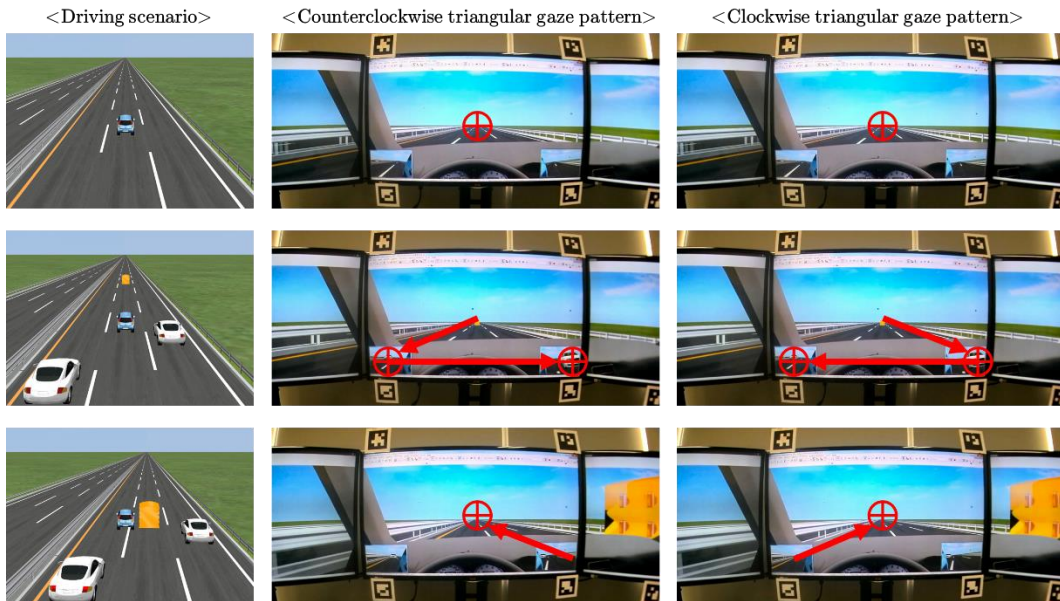 <Driving scenario>
<Counterclockwise triangular gaze pattern>
<Clockwise triangular gaze pattern>